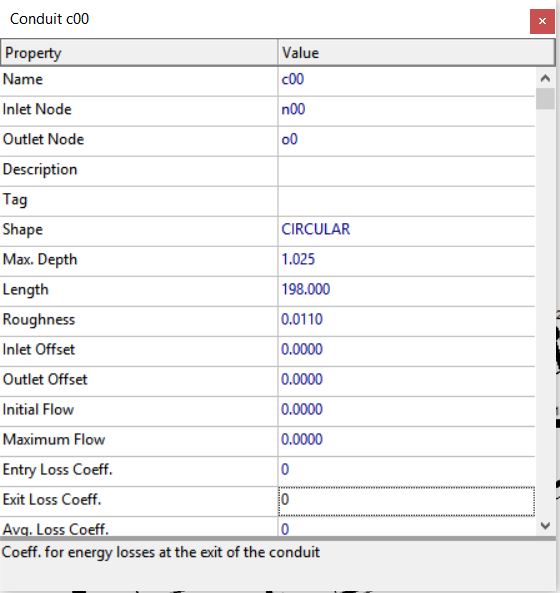 Conduit c00
Property Value
Name c00
Inlet Node n00
Outlet Node o0
Description
Tag
Shape CIRCULAR
Max. Depth 1.025
Length 198.000
Roughness 0.0110
Inlet Offset 0.0000
Outlet Offset 0.0000
Initial Flow 0.0000
Maximum Flow 0.0000
Entry Loss Coeff. 0
Exit Loss Coeff. 0
Avg. Loss Coeff. 0
Coeff. for energy losses at the exit of the conduit